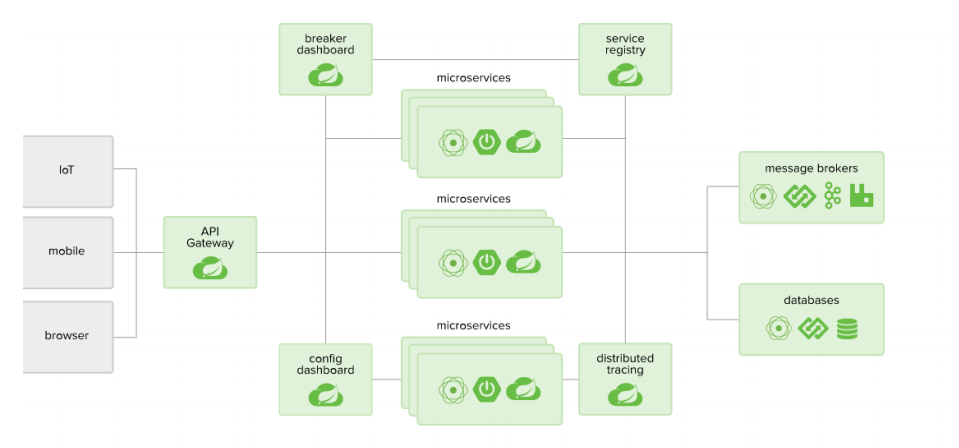 breaker
dashboard
service
registry
microservices
IoT
message brokers
microservices
API
Gateway
mobile
databases
microservices
browser
config
dashboard
distributed
tracing